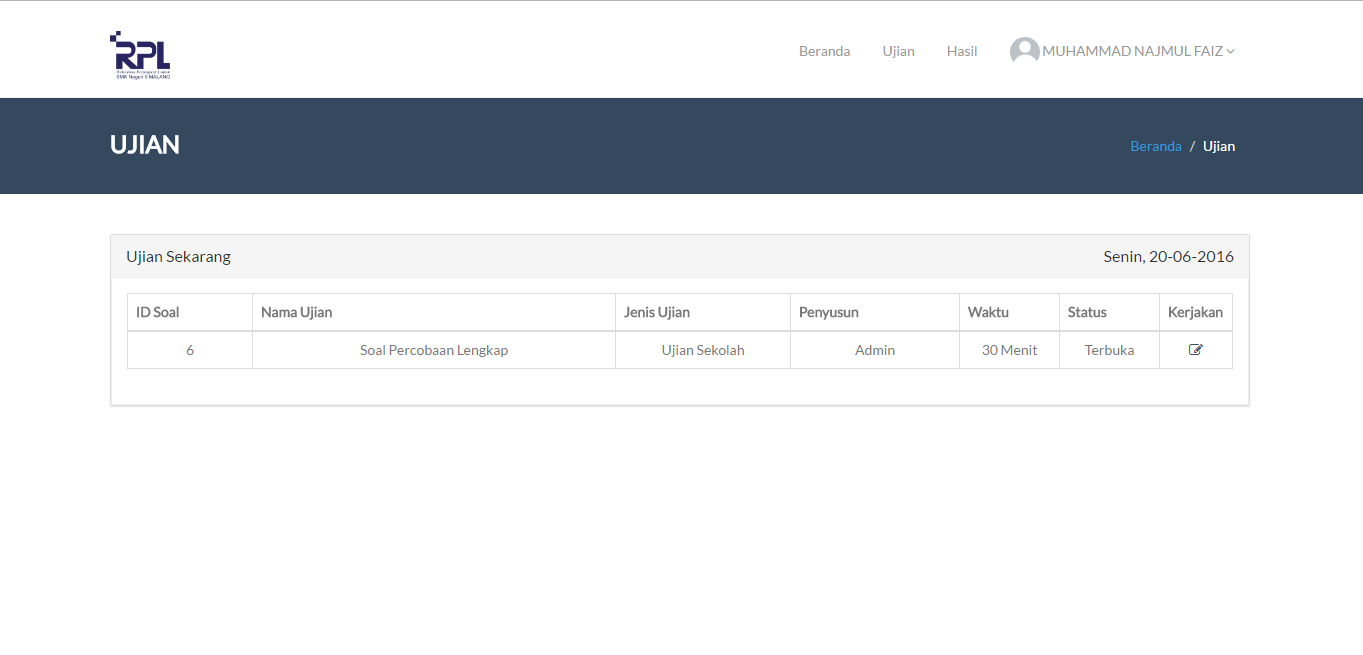 RPL
Rekayasa Perangkat Lunak
SMK Negeri 5 MALANG
Beranda Ujian Hasil MUHAMMAD NAJMUL FAIZ
UJIAN
Beranda / Ujian
Ujian Sekarang Senin, 20-06-2016
ID Soal Nama Ujian Jenis Ujian Penyusun Waktu Status Kerjakan
6 Soal Percobaan Lengkap Ujian Sekolah Admin 30 Menit Terbuka